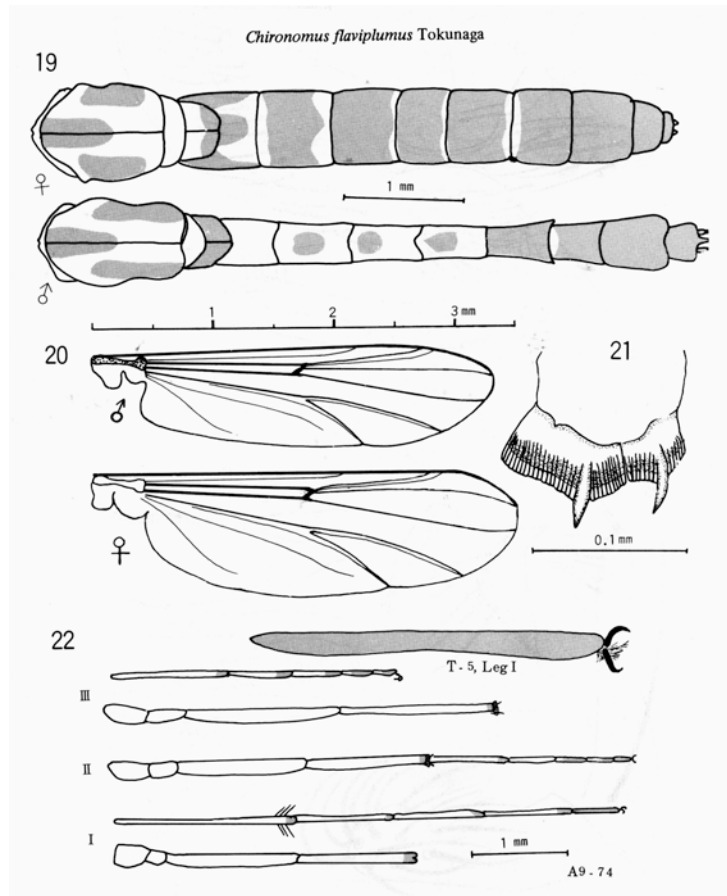 Chironomus flaviplumus Tokunaga
19
♀
1 mm
♂
1 2 3 mm
20
♂
21
♀
0.1 mm
22
T - 5, Leg I
III
II
I
1 mm
A9 - 74